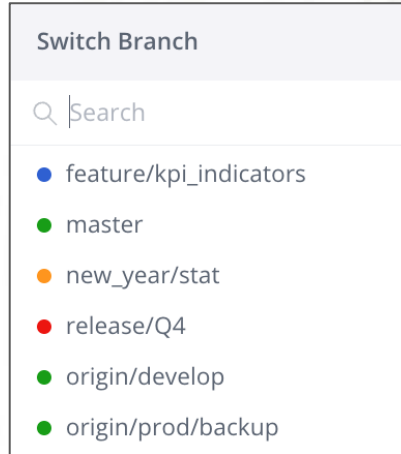 Switch Branch
Search
feature/kpi_indicators
master
new_year/stat
release/Q4
origin/develop
origin/prod/backup